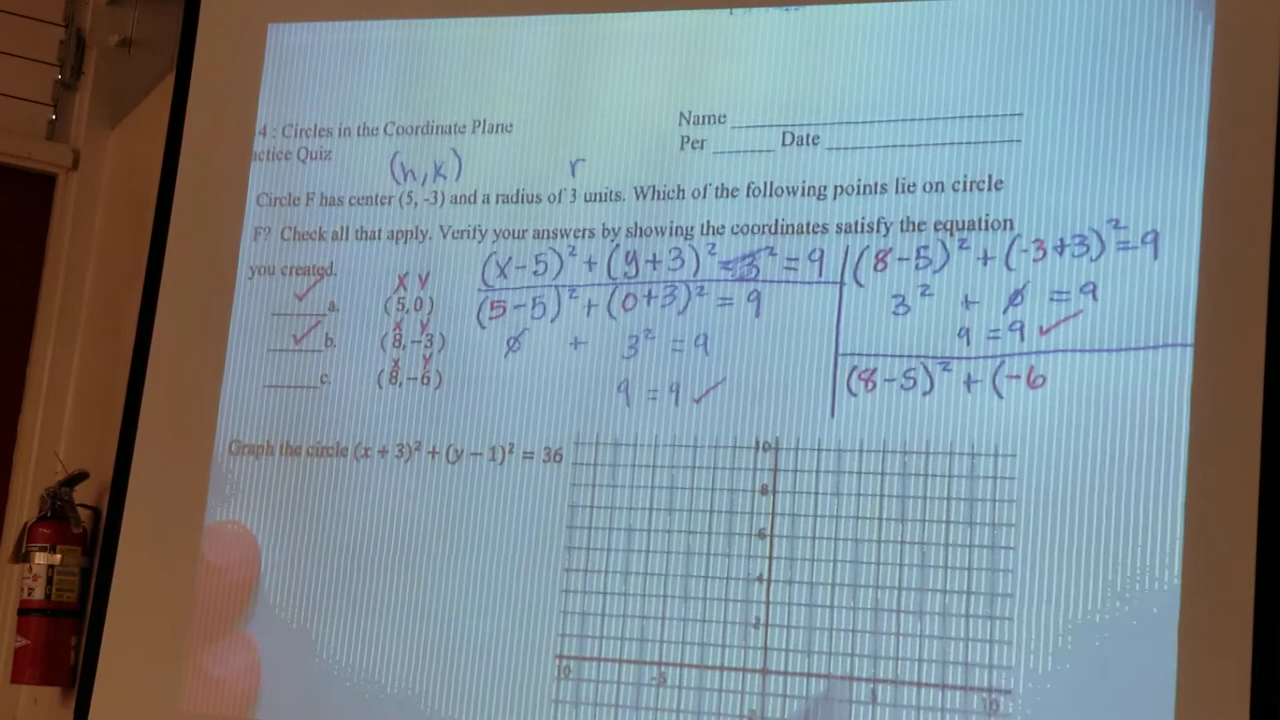 4 : Circles in the Coordinate Plane
Name
actice Quiz
Per Date
(h,k) r
Circle F has center (5, -3) and a radius of 3 units. Which of the following points lie on circle
F? Check all that apply. Verify your answers by showing the coordinates satisfy the equation
you created.
(x-5)² + (y+3)² = 3² = 9
(8-5)² + (-3+3)² = 9
x y
✓ a. (5,0)
(5-5)² + (0+3)² = 9
3² + 0 = 9
x y
✓ b. (8,-3)
0 + 3² = 9
9 = 9 ✓
x y
c. (8,-6)
9 = 9 ✓
(8-5)² + (-6
Graph the circle (x + 3)² + (y − 1)² = 36
10
8
6
4
2
10 -5 5 10